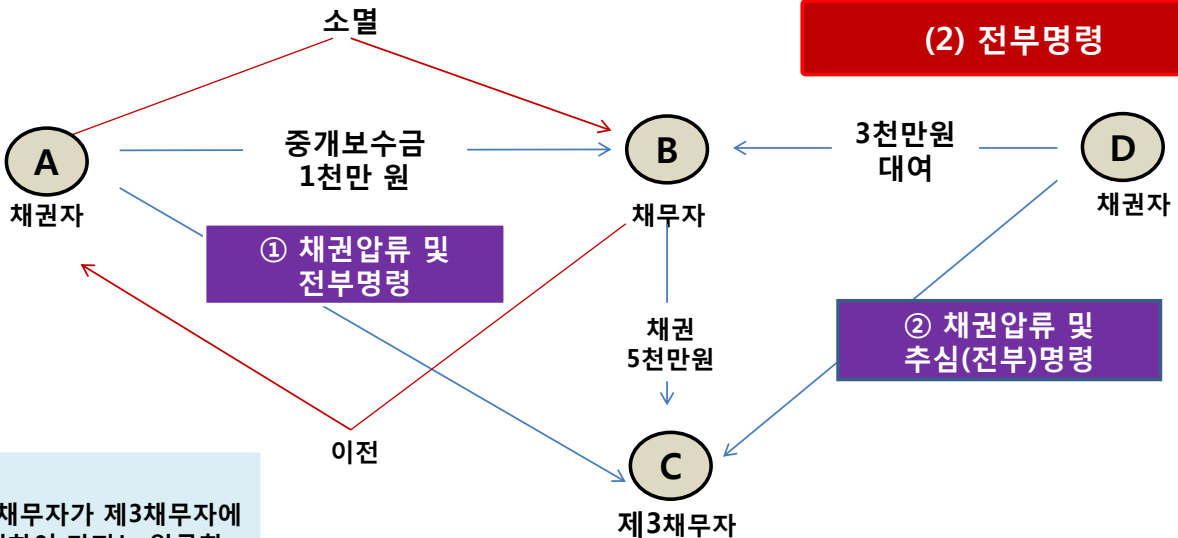 소멸
(2) 전부명령
A
중개보수금
1천만 원
B
3천만원
대여
D
채권자
채무자
채권자
① 채권압류 및
전부명령
채권
5천만원
② 채권압류 및
추심(전부)명령
이전
C
제3채무자
채무자가 제3채무자에